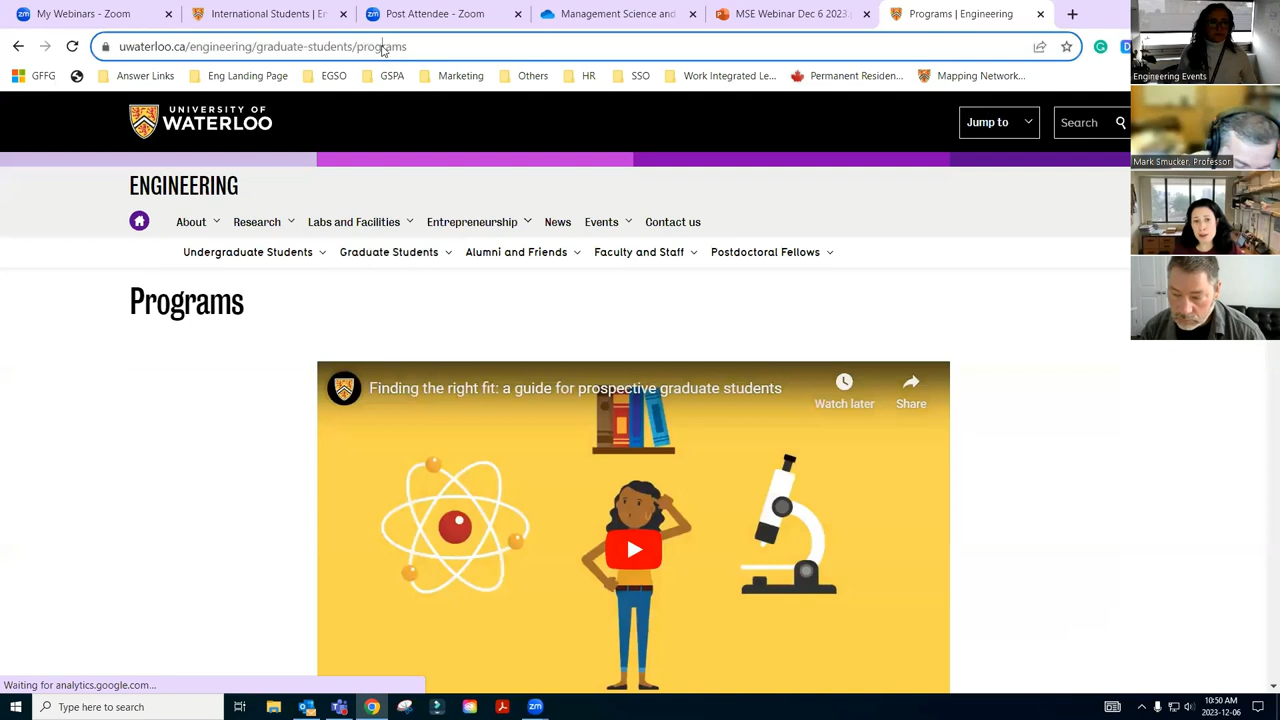 My Webinars - Zoom
International Students | En
Post Attendee - Zoom
Management Science and
MSE Webinar Dec 6 2023.
Programs | Engineering
uwaterloo.ca/engineering/graduate-students/programs
GFFG
Answer Links
Eng Landing Page
EGSO
GSPA
Marketing
Others
HR
SSO
Work Integrated Le...
Permanent Residen...
Mapping Network...
Engineering Events
UNIVERSITY OF
WATERLOO
Jump to
Search
Mark Smucker, Professor
ENGINEERING
About
Research
Labs and Facilities
Entrepreneurship
News
Events
Contact us
Undergraduate Students
Graduate Students
Alumni and Friends
Faculty and Staff
Postdoctoral Fellows
Programs
Finding the right fit: a guide for prospective graduate students
Watch later
Share
Waiting for analytics.google.com...
Type here to search
10:50 AM
2023-12-06